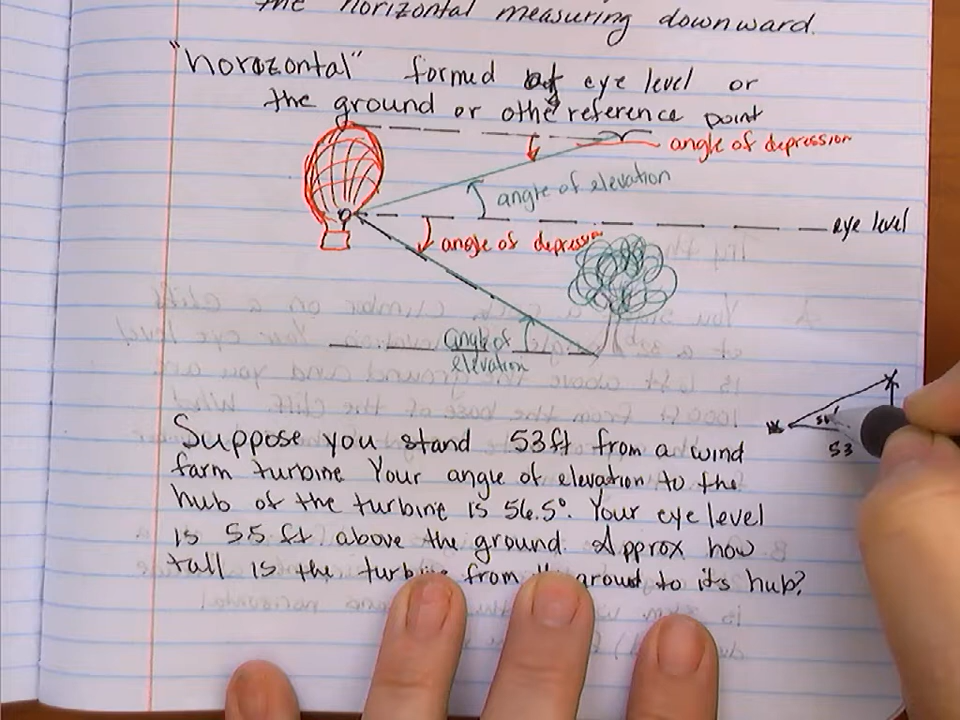 the horizontal measuring downward.
"horozontal" formed by eye level or
the ground or other reference point
angle of depression
angle of elevation
eye level
angle of depression
angle of
elevation
53
Suppose you stand 53ft from a wind
farm turbine Your angle of elevation to the
hub of the turbine is 56.5°. Your eye level
is 5.5 ft above the ground. Approx how
tall is the turbine from the ground to its hub?